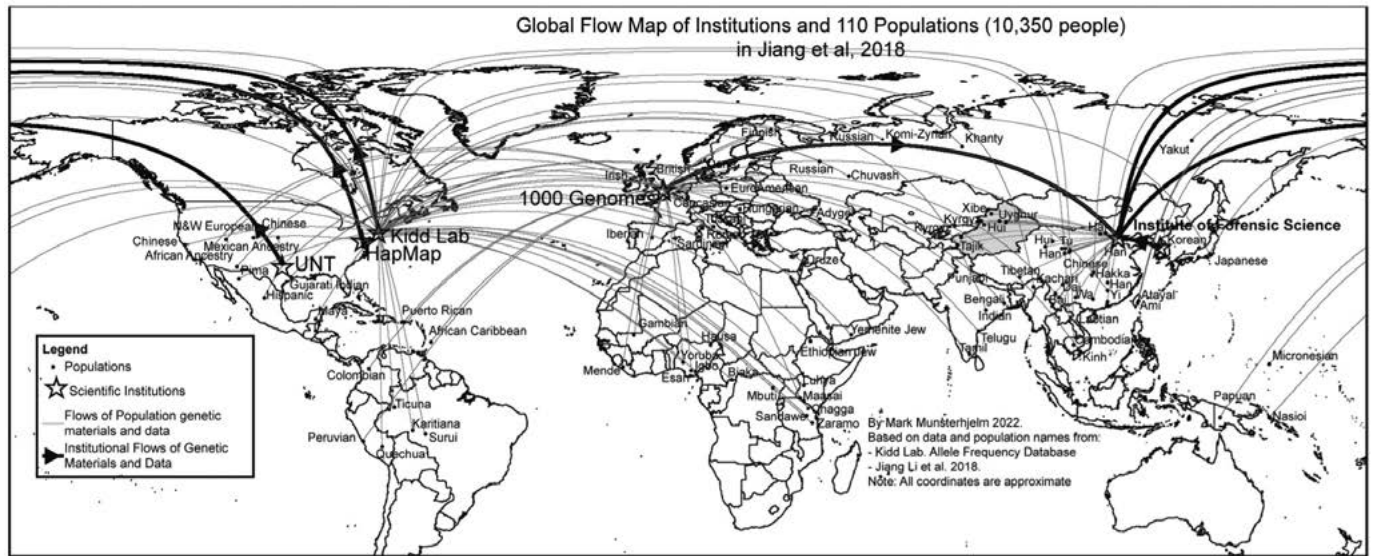 Global Flow Map of Institutions and 110 Populations (10,350 people)
in Jiang et al, 2018
Finnish
Russian
Komi-Zyrian
Khanty
Yakut
Irish
British
Russian
Chuvash
1000 Genomes
EuroAmerican
Hungarian
Adygei
Xibe
Uyghur
Kyrgyz
Hui
Institute of Forensic Science
N&W European
Chinese
Kidd Lab
Iberian
Sardinian
Tajik
Hui
Tu
Han
Han
Korean
Chinese
Mexican Ancestry
HapMap
African Ancestry
UNT
Druze
Chinese
Japanese
Pima
Gujarati Indian
Punjabi
Tibetan
Kachari
Hakka
Han
Hispanic
Bengali
Wa
Yi
Atayal
Ami
Maya
Puerto Rican
Gambian
Hausa
Yemenite Jew
Indian
Laotian
African Caribbean
Telugu
Tamil
Cambodian
Kinh
Legend
Populations
Scientific Institutions
Flows of Population genetic
materials and data
Institutional Flows of Genetic
Materials and Data
Yoruba
Igbo
Ethiopian Jew
Mende
Esan
Biaka
Micronesian
Colombian
Luhya
Mbuti
Maasai
Papuan
Ticuna
Sandawe
Chagga
Zaramo
Nasioi
Karitiana
Surui
Peruvian
Quechua
By Mark Munsterhjelm 2022.
Based on data and population names from:
- Kidd Lab. Allele Frequency Database
- Jiang Li et al. 2018.
Note: All coordinates are approximate